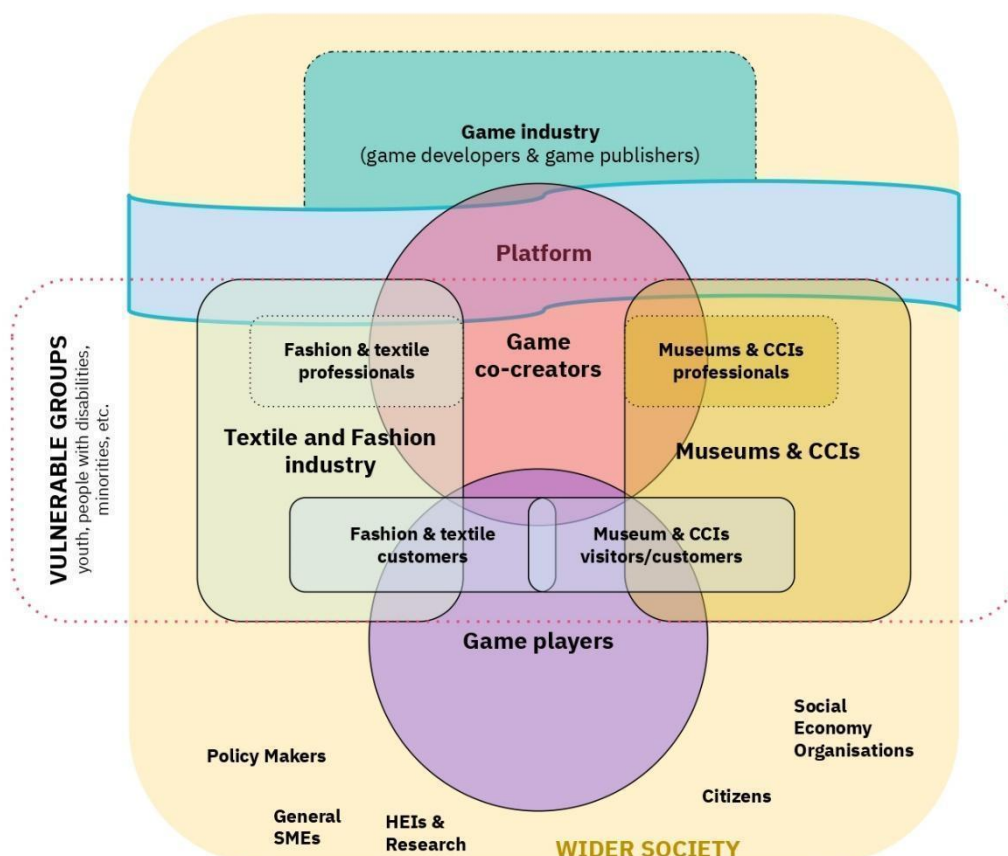 Game industry
(game developers & game publishers)
Platform
Game
co-creators
Fashion & textile
professionals
Museums & CCIs
professionals
VULNERABLE GROUPS
youth, people with disabilities,
minorities, etc.
Textile and Fashion
industry
Museums & CCIs
Fashion & textile
customers
Museum & CCIs
visitors/customers
Game players
Social
Economy
Organisations
Policy Makers
Citizens
General
SMEs
HEIs &
Research
WIDER SOCIETY